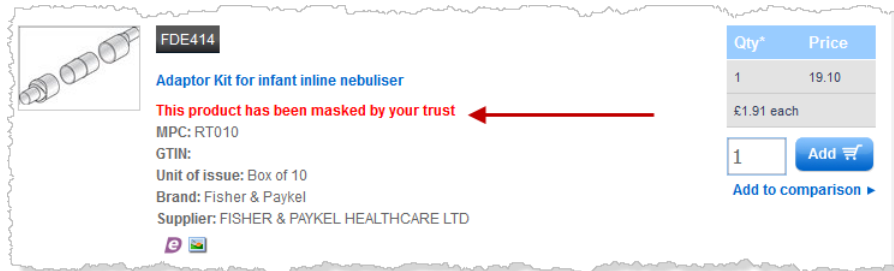 FDE414
Adaptor Kit for infant inline nebuliser
This product has been masked by your trust
MPC: RT010
GTIN:
Unit of issue: Box of 10
Brand: Fisher & Paykel
Supplier: FISHER & PAYKEL HEALTHCARE LTD
e
Qty* Price
1 19.10
£1.91 each
1 Add
Add to comparison ▸